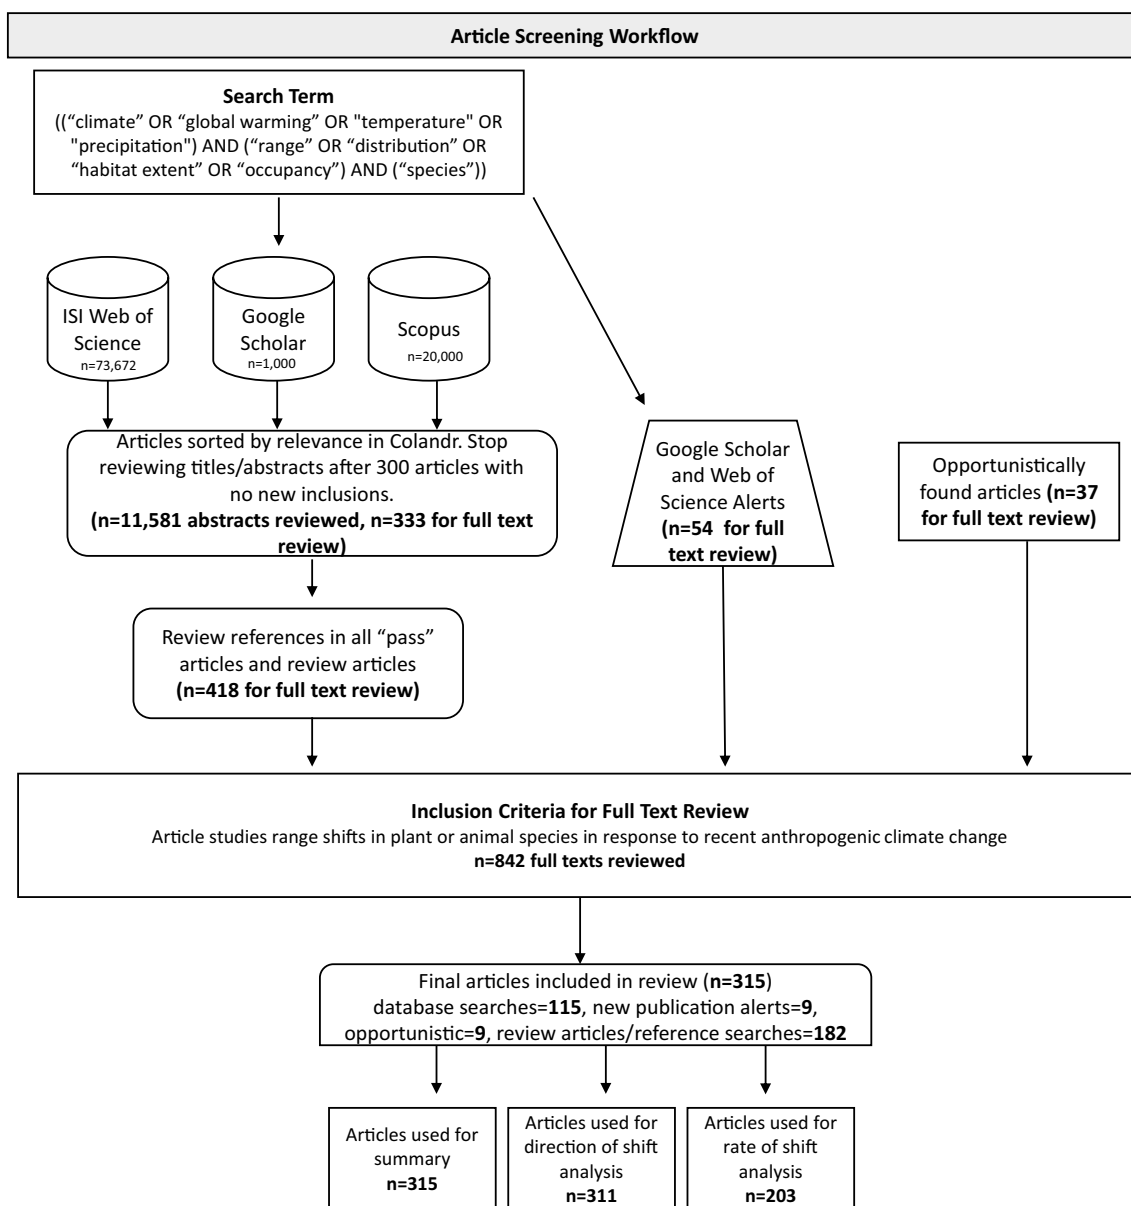 Article Screening Workflow
Search Term
((“climate” OR “global warming” OR "temperature" OR
"precipitation") AND (“range” OR “distribution” OR
“habitat extent” OR “occupancy”) AND (“species”))
ISI Web of
Science
n=73,672
Google
Scholar
n=1,000
Scopus
n=20,000
Articles sorted by relevance in Colandr. Stop
reviewing titles/abstracts after 300 articles with
no new inclusions.
(n=11,581 abstracts reviewed, n=333 for full text
review)
Google Scholar
and Web of
Science Alerts
(n=54 for full
text review)
Opportunistically
found articles (n=37
for full text review)
Review references in all “pass”
articles and review articles
(n=418 for full text review)
Inclusion Criteria for Full Text Review
Article studies range shifts in plant or animal species in response to recent anthropogenic climate change
n=842 full texts reviewed
Final articles included in review (n=315)
database searches=115, new publication alerts=9,
opportunistic=9, review articles/reference searches=182
Articles used for
summary
n=315
Articles used for
direction of shift
analysis
n=311
Articles used for
rate of shift
analysis
n=203